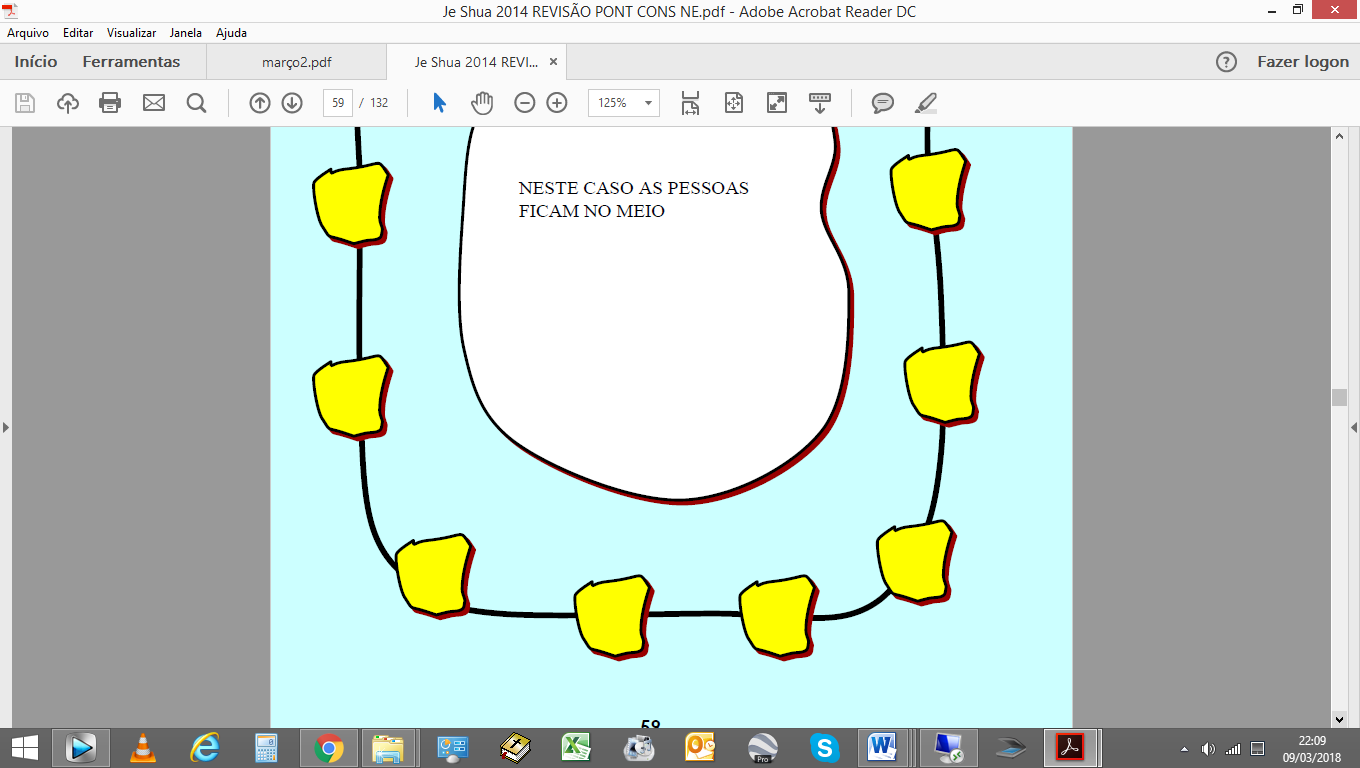 Je Shua 2014 REVISÃO PONT CONS NE.pdf - Adobe Acrobat Reader DC
Arquivo Editar Visualizar Janela Ajuda
Início Ferramentas março2.pdf Je Shua 2014 REVI... Fazer logon
59 / 132 125%
NESTE CASO AS PESSOAS
FICAM NO MEIO
58
Pro
22:09
09/03/2018